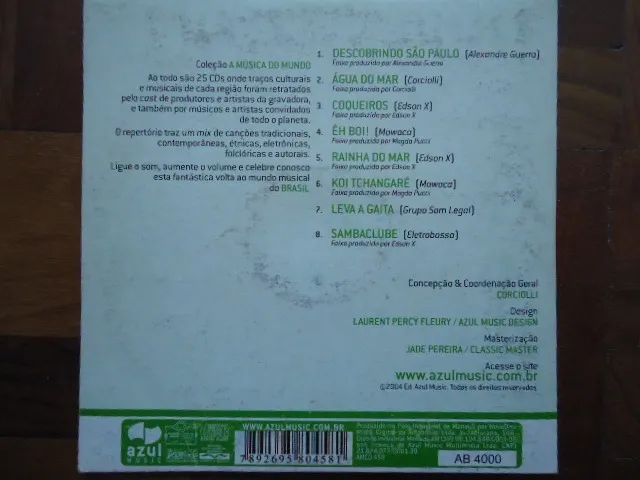 Coleção A MÚSICA DO MUNDO
Ao todo são 25 CDs onde traços culturais
e musicais de cada região foram retratados
pelo cast de produtores e artistas da gravadora,
e também por músicos e artistas convidados
de todo o planeta.
O repertório traz um mix de canções tradicionais,
contemporâneas, étnicas, eletrônicas,
folclóricas e autorais.
Ligue o som, aumente o volume e celebre conosco
esta fantástica volta ao mundo musical
do BRASIL
1. DESCOBRINDO SÃO PAULO (Alexandre Guerra)
Faixa produzida por Alexandre Guerra
2. ÁGUA DO MAR (Corciolli)
Faixa produzida por Corciolli
3. COQUEIROS (Edson X)
Faixa produzida por Edson X
4. ÊH BOI! (Mawaca)
Faixa produzida por Magda Pucci
5. RAINHA DO MAR (Edson X)
Faixa produzida por Edson X
6. KOI TCHANGARÉ (Mawaca)
Faixa produzida por Magda Pucci
7. LEVA A GAITA (Grupo Som Legal)
8. SAMBACLUBE (Eletrobossa)
Faixa produzida por Edson X
Concepção & Coordenação Geral
CORCIOLLI
Design
LAURENT PERCY FLEURY / AZUL MUSIC DESIGN
Masterização
JADE PEREIRA / CLASSIC MASTER
Acesse o site
www.azulmusic.com.br
©2004 Ed. Azul Music. Todos os direitos reservados.
azul
MUSIC
WWW.AZULMUSIC.COM.BR
7892695804581
AB 4000